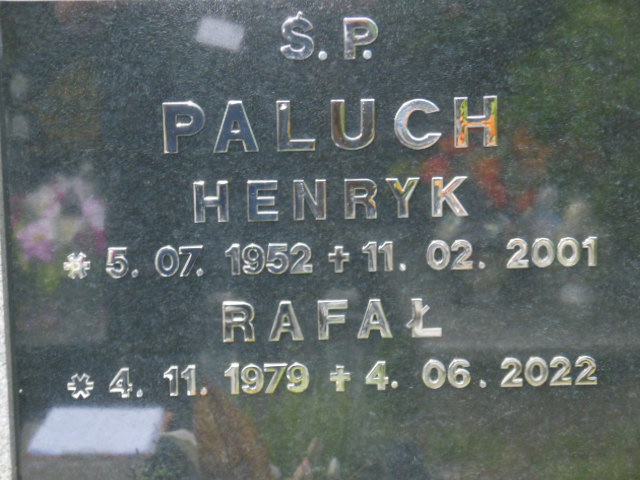 Ś.P.
PALUCH
HENRYK
* 5. 07. 1952 + 11. 02. 2001
RAFAŁ
* 4. 11. 1979 + 4. 06. 2022